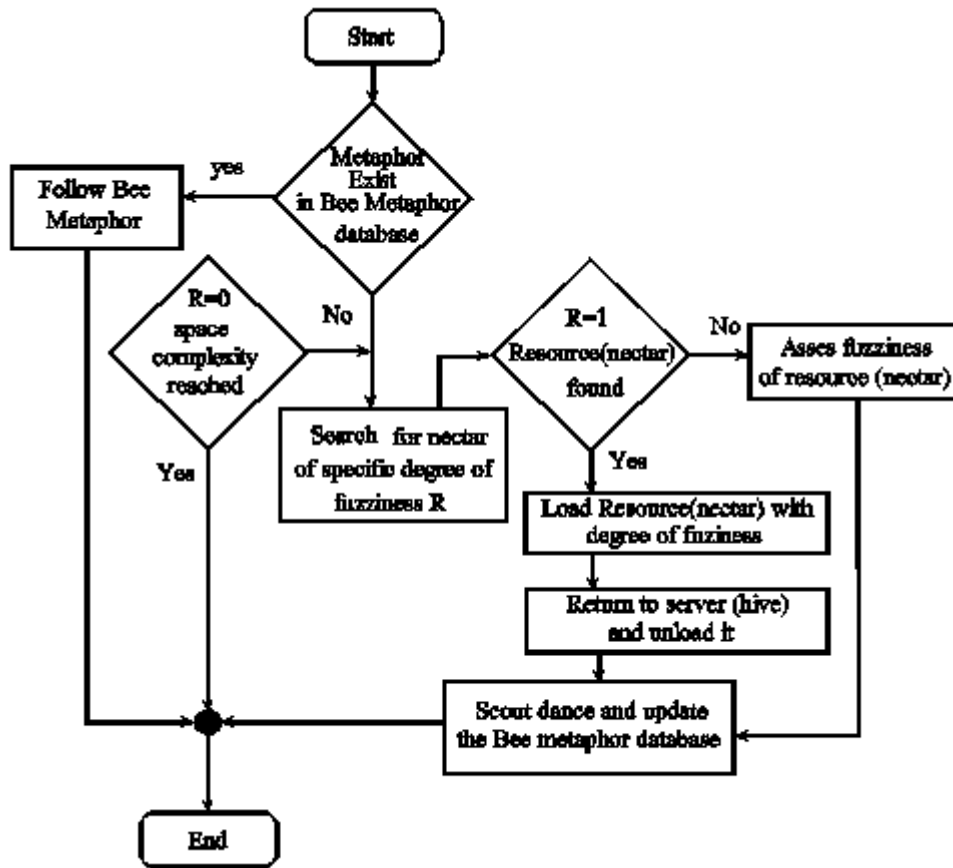 Start
Metaphor
Exist
in Bee Metaphor
database
yes
Follow Bee
Metaphor
No
R=0
space
complexity
reached
Yes
Search for nectar
of specific degree of
fuzziness R
R=1
Resource(nectar)
found
No
Asses fuzziness
of resource (nectar)
Yes
Load Resource(nectar) with
degree of fuziness
Return to server (hive)
and unload it
Scout dance and update
the Bee metaphor database
End